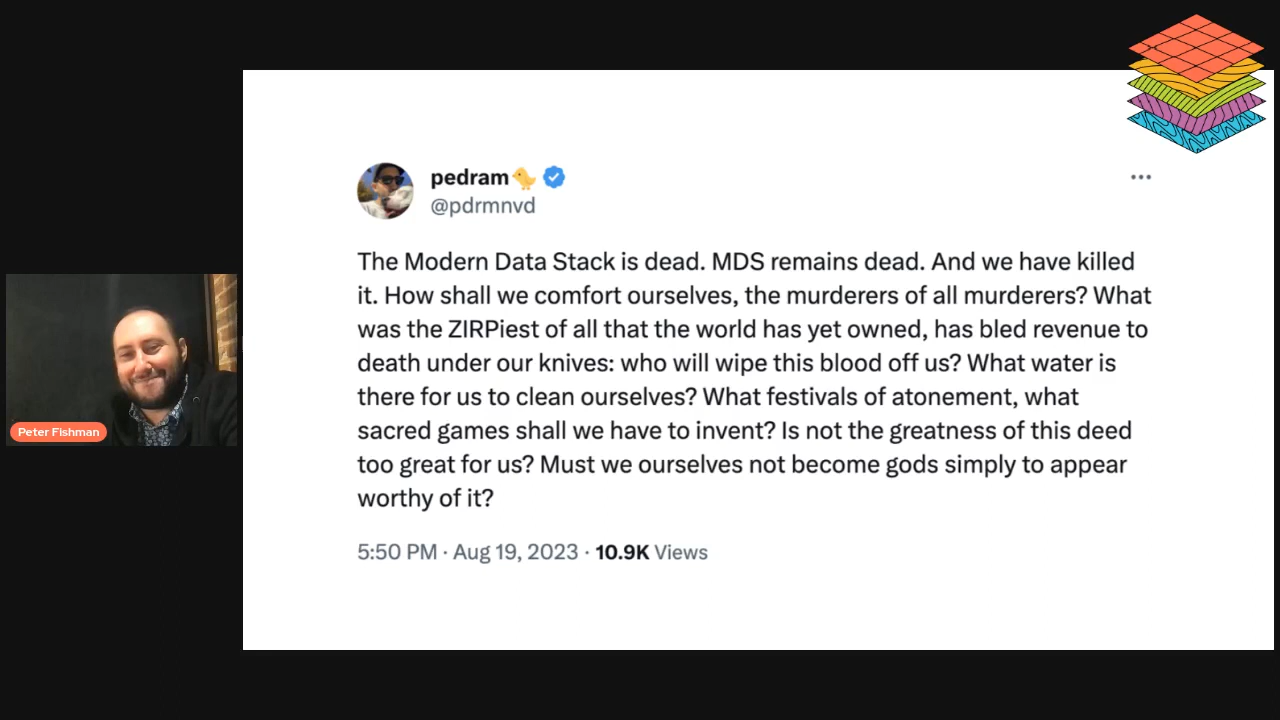 pedram🐤
@pdrmnvd
The Modern Data Stack is dead. MDS remains dead. And we have killed
it. How shall we comfort ourselves, the murderers of all murderers? What
was the ZIRPiest of all that the world has yet owned, has bled revenue to
death under our knives: who will wipe this blood off us? What water is
there for us to clean ourselves? What festivals of atonement, what
sacred games shall we have to invent? Is not the greatness of this deed
too great for us? Must we ourselves not become gods simply to appear
worthy of it?
5:50 PM · Aug 19, 2023 · 10.9K Views
Peter Fishman